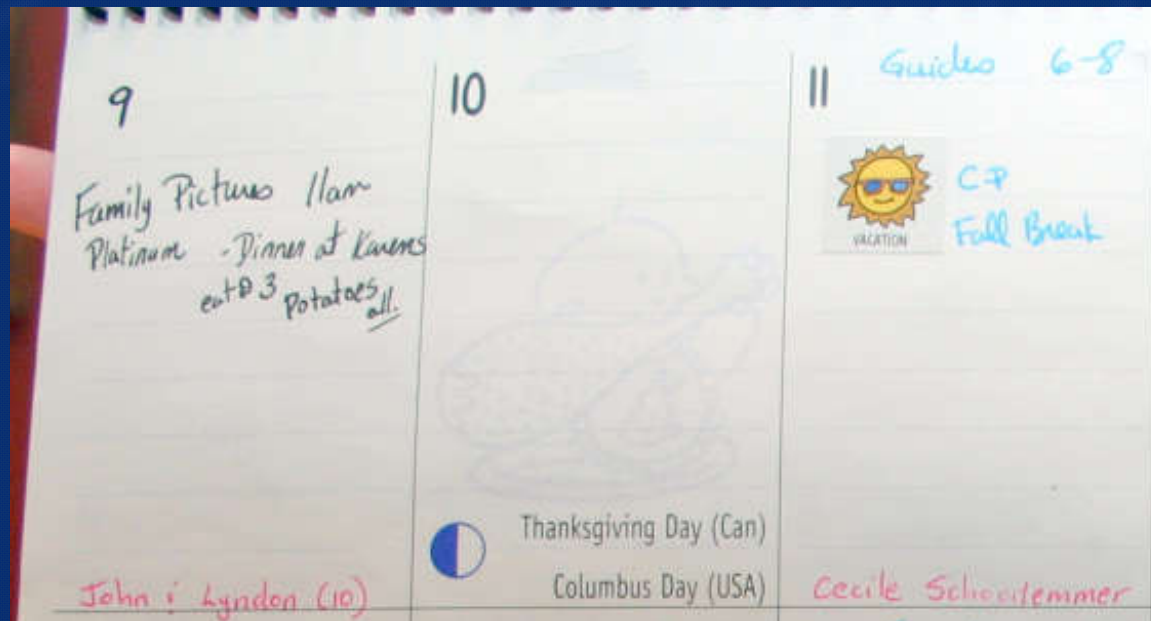 9
Family Pictures 11am
Platinum - Dinner at Karens
eat @ 3 potatoes
all.
John & Lyndon (10)
10
Thanksgiving Day (Can)
Columbus Day (USA)
11
Guides 6-8
VACATION
CP
Fall Break
Cecile